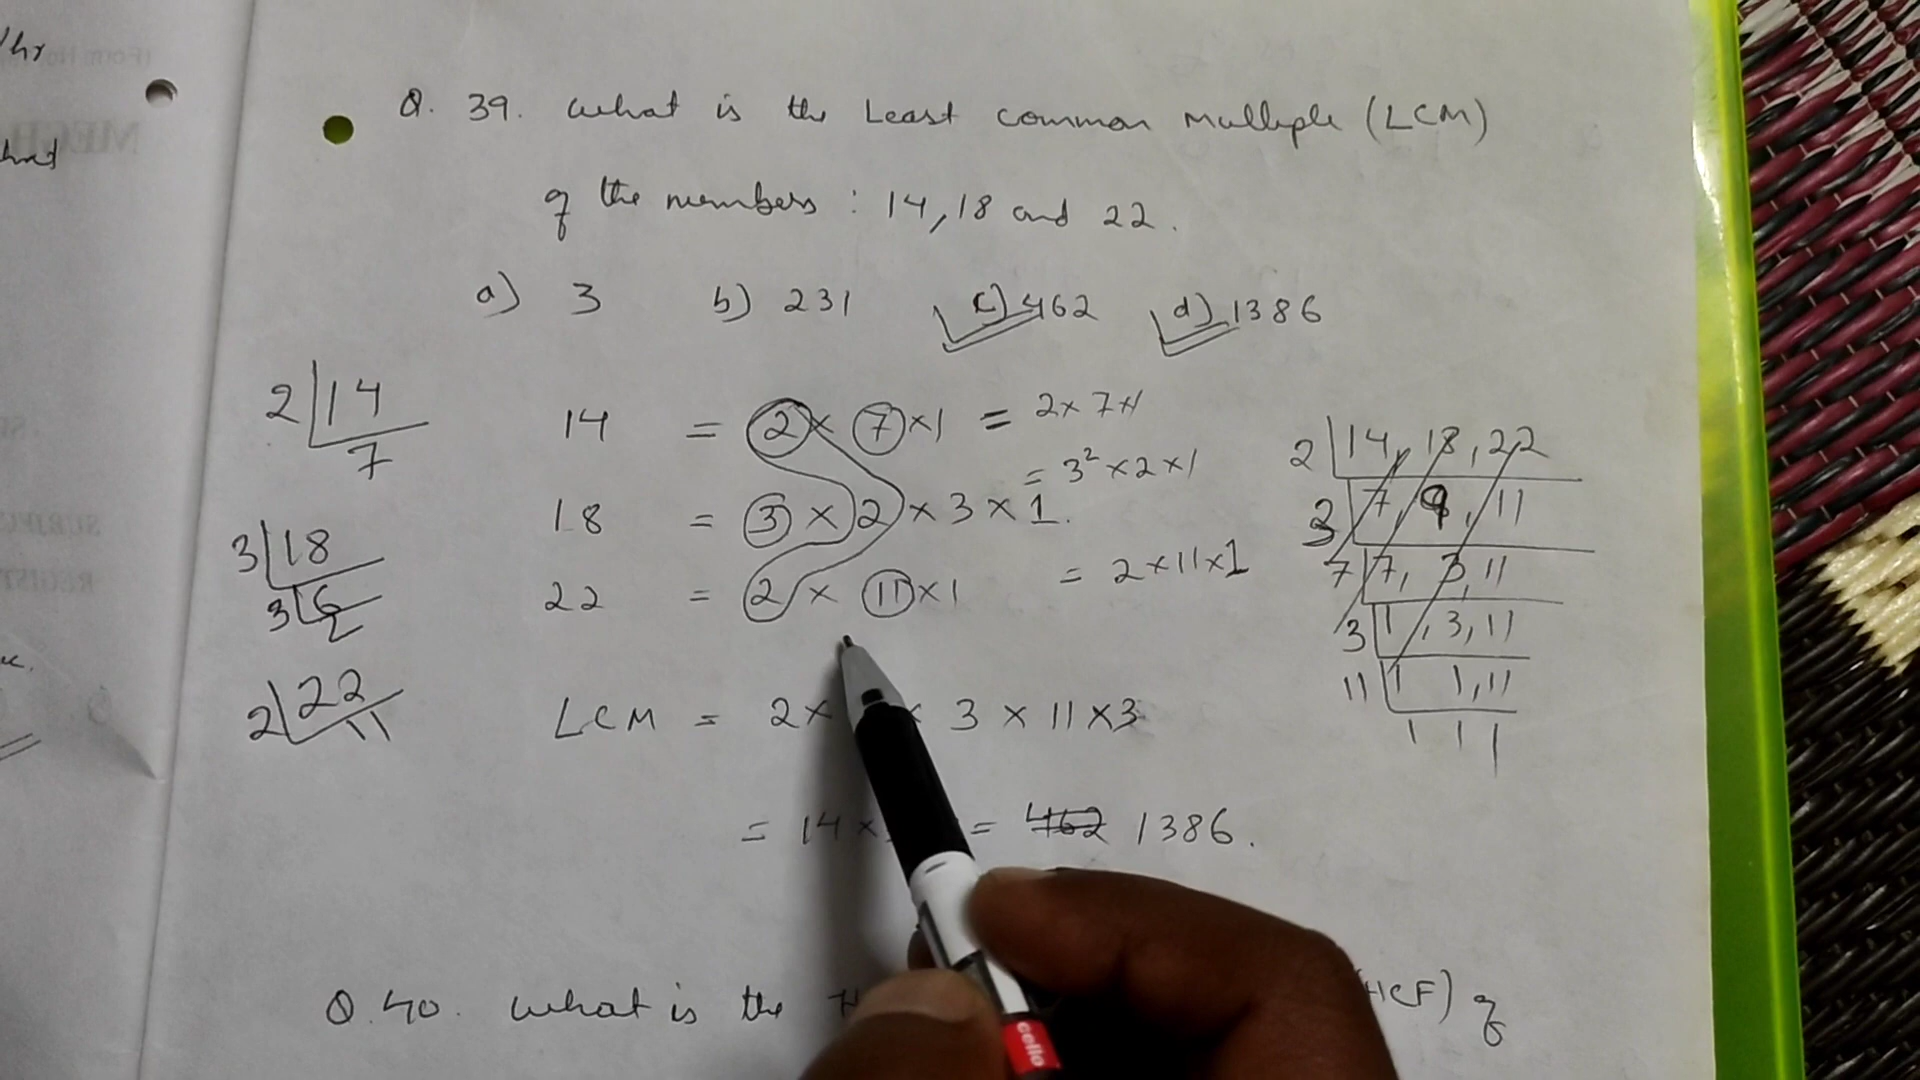 /hr
Q. 39. What is the Least common Multiple (LCM)
of the numbers : 14, 18 and 22.
a) 3 b) 231 c) 462 d) 1386
2 14
7
3 18
3 6
2
2 22
11
14 = 2 × 7 × 1 = 2 × 7 × 1
= 3² × 2 × 1
18 = 3 × 2 × 3 × 1.
22 = 2 × 11 × 1 = 2 × 11 × 1
2 14, 18, 22
3 7, 9, 11
7 7, 3, 11
3 1, 3, 11
11 1 1, 11
1 1 1
LCM = 2 × × 3 × 11 × 3
= 14 × = 462 1386.
Q. 40. What is the HCF) of
cello
MECH